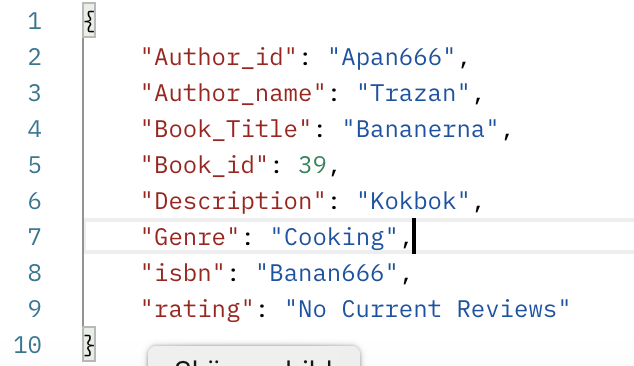 1 {
2 "Author_id": "Apan666",
3 "Author_name": "Trazan",
4 "Book_Title": "Bananerna",
5 "Book_id": 39,
6 "Description": "Kokbok",
7 "Genre": "Cooking",
8 "isbn": "Banan666",
9 "rating": "No Current Reviews"
10 }